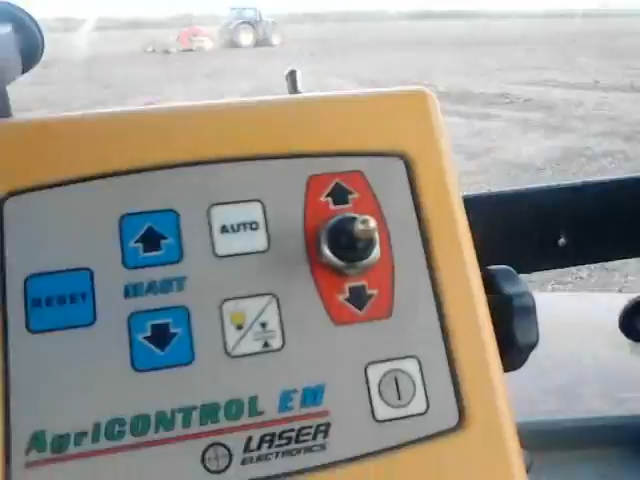 AUTO
RESET
MAST
AgriCONTROL EM
LASER
ELECTRONICS